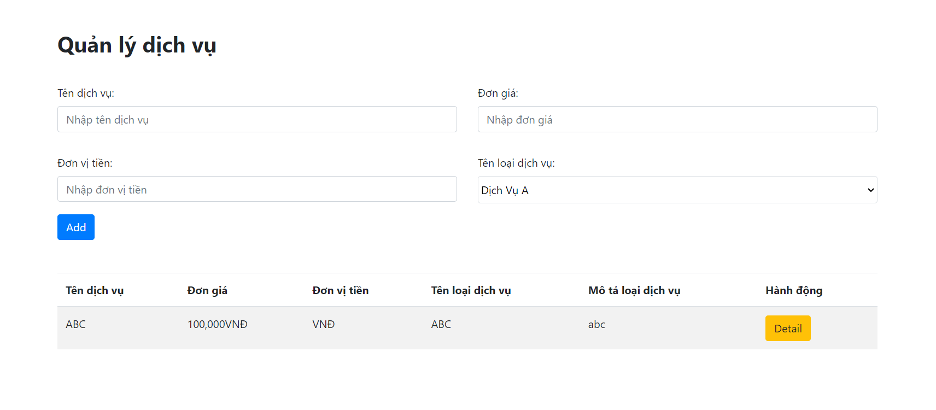 Quản lý dịch vụ
Tên dịch vụ: Đơn giá:
Nhập tên dịch vụ Nhập đơn giá
Đơn vị tiền: Tên loại dịch vụ:
Nhập đơn vị tiền Dịch Vụ A
Add
Tên dịch vụ Đơn giá Đơn vị tiền Tên loại dịch vụ Mô tả loại dịch vụ Hành động
ABC 100,000VNĐ VNĐ ABC abc Detail